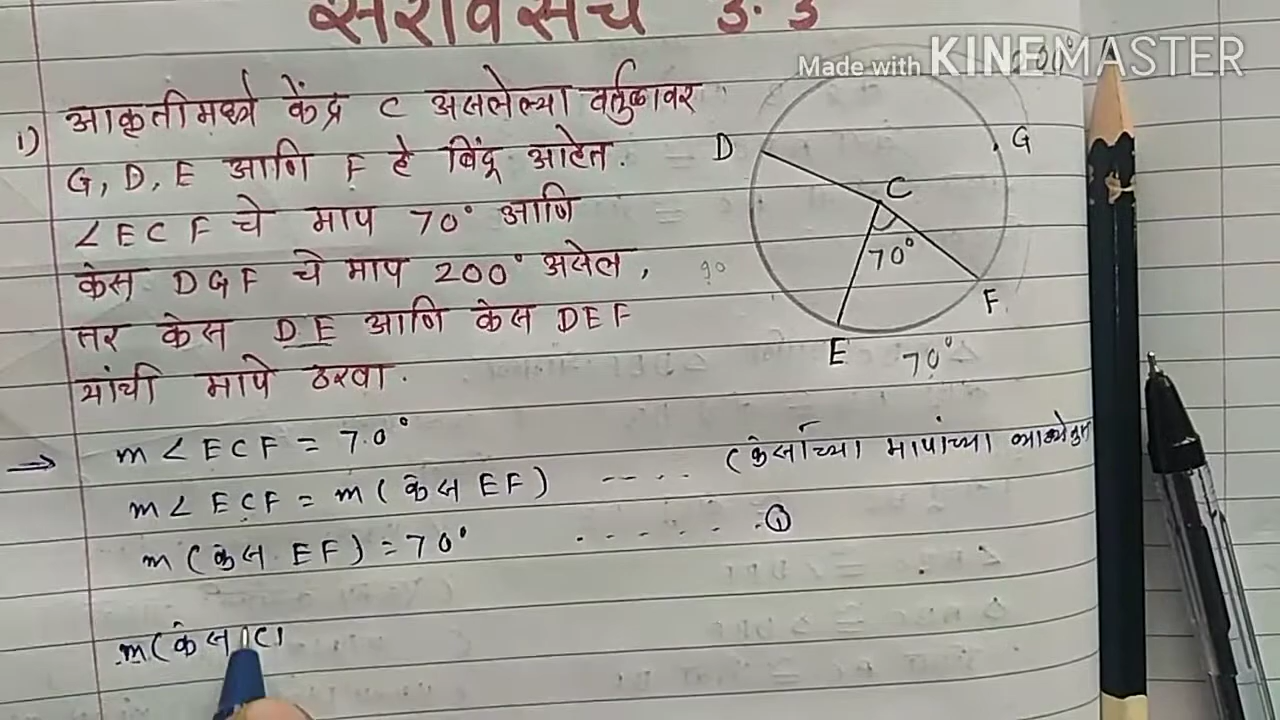 सरावसंच 3.3
Made with KINEMASTER
1) आकृतीमध्ये केंद्र C असलेल्या वर्तुळावर
G, D, E आणि F हे बिंदू आहेत.
∠ECF चे माप 70° आणि
कंस DGF चे माप 200° असेल,
तर कंस DE आणि कंस DEF
यांची मापे ठरवा.
D
G
C
70°
F
E
70°
→ m∠ECF = 70°
m∠ECF = m(कंस EF) ---- (कंसांच्या मापांच्या
m(कंस EF) = 70° ....... ①
m(कंस